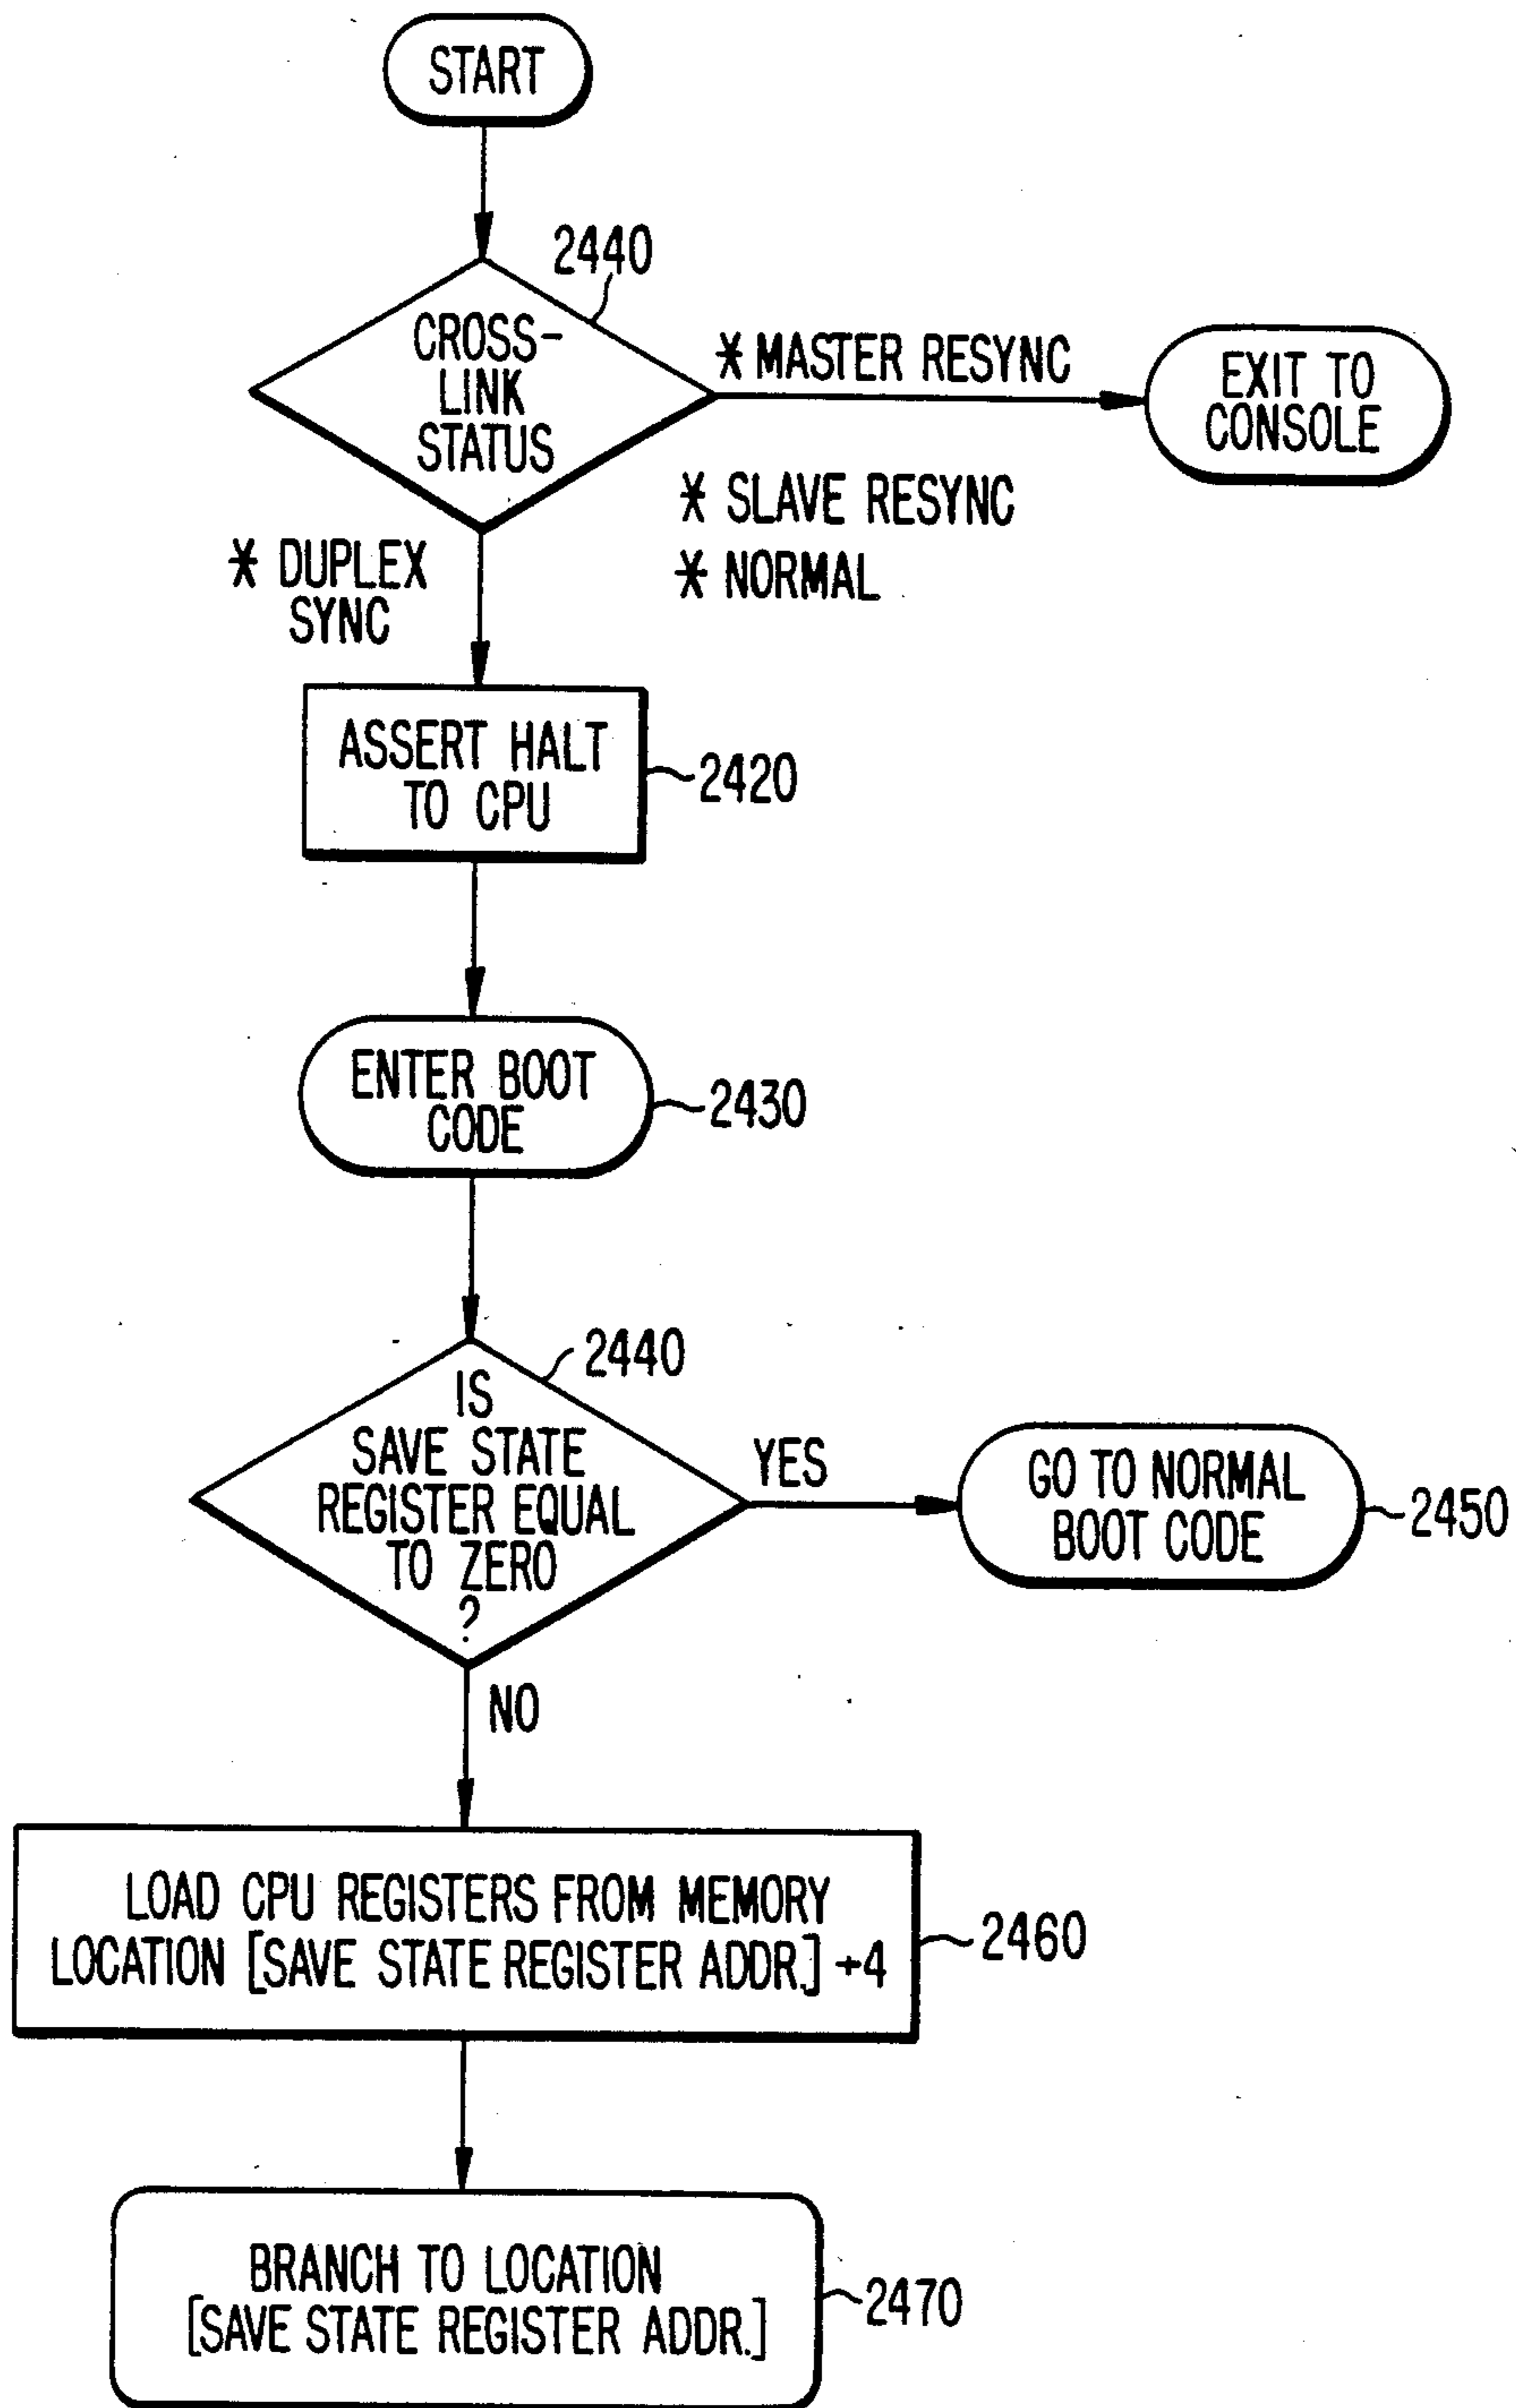 START
2440
CROSS-
LINK
STATUS
* MASTER RESYNC
EXIT TO
CONSOLE
* SLAVE RESYNC
* NORMAL
* DUPLEX
SYNC
ASSERT HALT
TO CPU
2420
ENTER BOOT
CODE
2430
2440
IS
SAVE STATE
REGISTER EQUAL
TO ZERO
?
YES
GO TO NORMAL
BOOT CODE
2450
NO
LOAD CPU REGISTERS FROM MEMORY
LOCATION [SAVE STATE REGISTER ADDR.] +4
2460
BRANCH TO LOCATION
[SAVE STATE REGISTER ADDR.]
2470